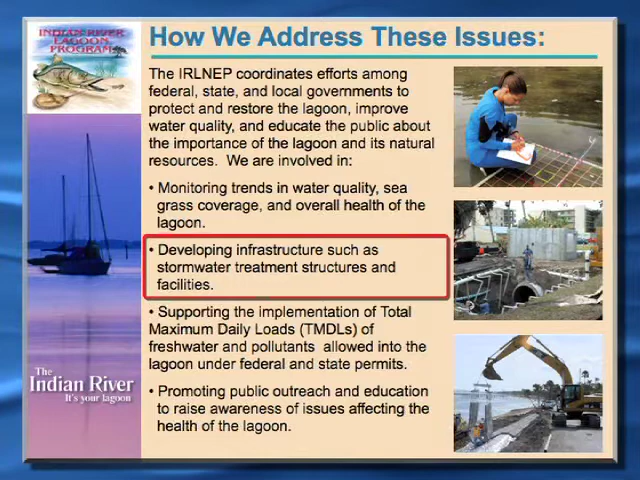 INDIAN RIVER
LAGOON
PROGRAM
How We Address These Issues:
The IRLNEP coordinates efforts among
federal, state, and local governments to
protect and restore the lagoon, improve
water quality, and educate the public about
the importance of the lagoon and its natural
resources. We are involved in:
• Monitoring trends in water quality, sea
grass coverage, and overall health of the
lagoon.
• Developing infrastructure such as
stormwater treatment structures and
facilities.
• Supporting the implementation of Total
Maximum Daily Loads (TMDLs) of
freshwater and pollutants allowed into the
lagoon under federal and state permits.
• Promoting public outreach and education
to raise awareness of issues affecting the
health of the lagoon.
The
Indian River
It's your lagoon